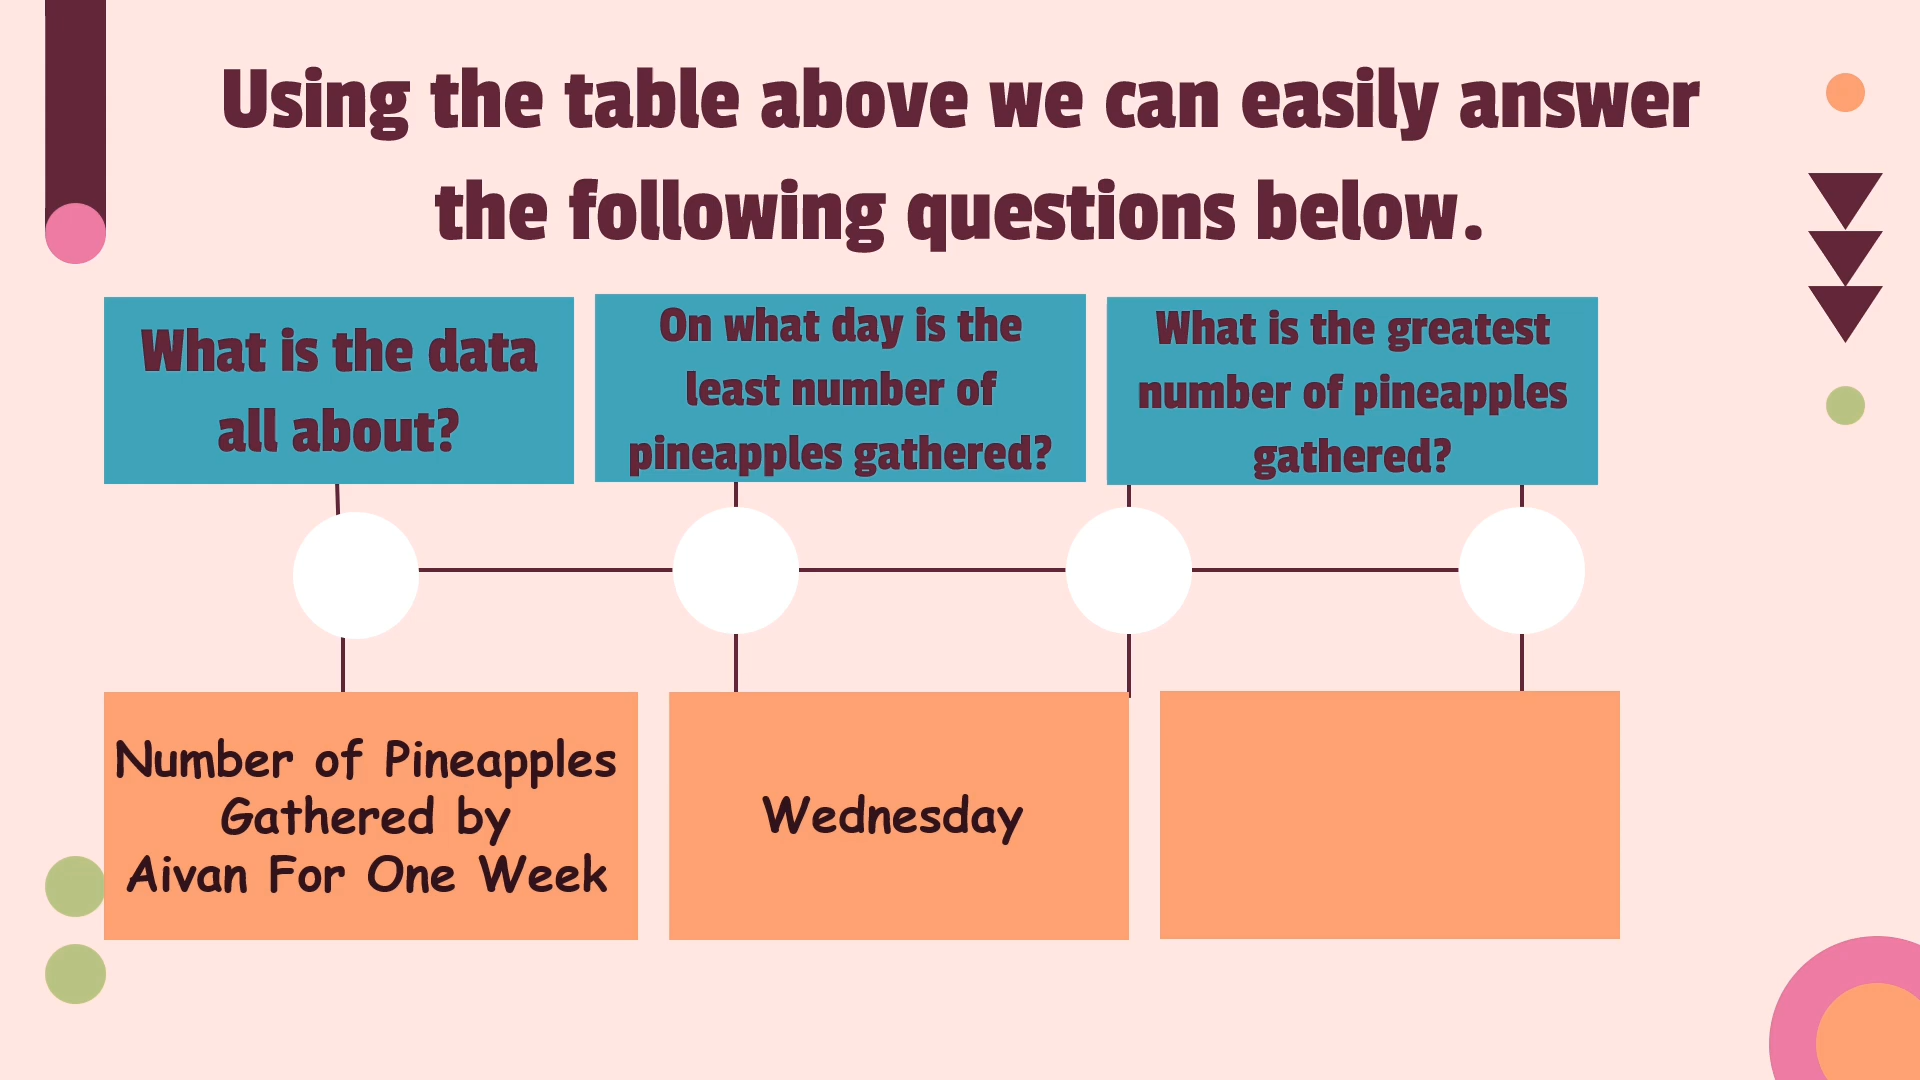 Using the table above we can easily answer
the following questions below.
What is the data
all about?
On what day is the
least number of
pineapples gathered?
What is the greatest
number of pineapples
gathered?
Number of Pineapples
Gathered by
Aivan For One Week
Wednesday